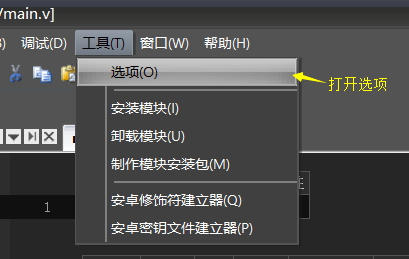 /main.v]
调试(D) 工具(T) 窗口(W) 帮助(H)
选项(O)
打开选项
安装模块(I)
卸载模块(U)
制作模块安装包(M)
1
安卓修饰符建立器(Q)
安卓密钥文件建立器(P)